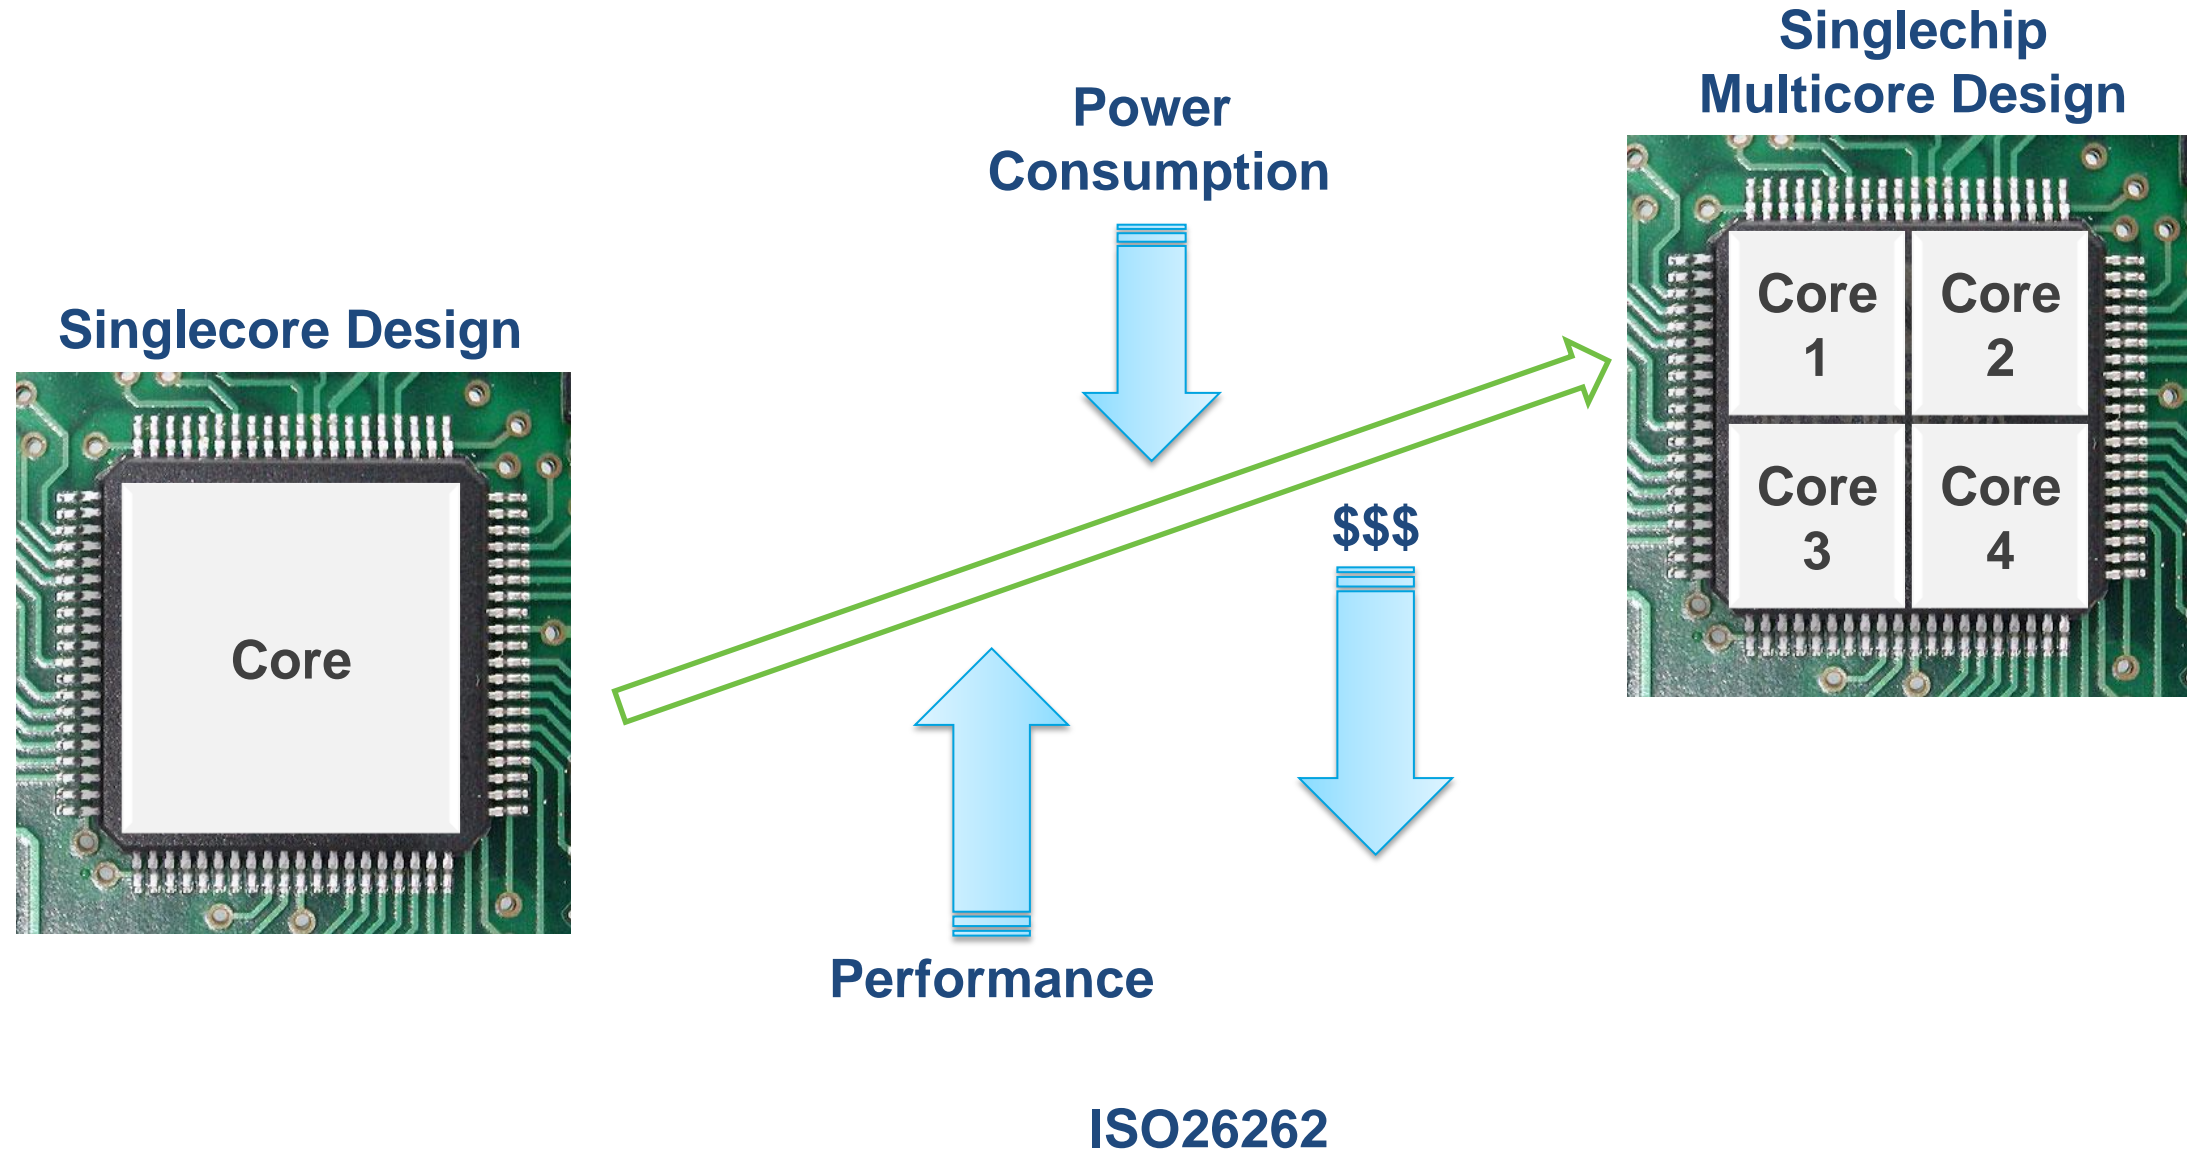 Singlechip
Multicore Design
Power
Consumption
Singlecore Design
Core
1
Core
2
Core
3
Core
4
$$$
Core
Performance
ISO26262